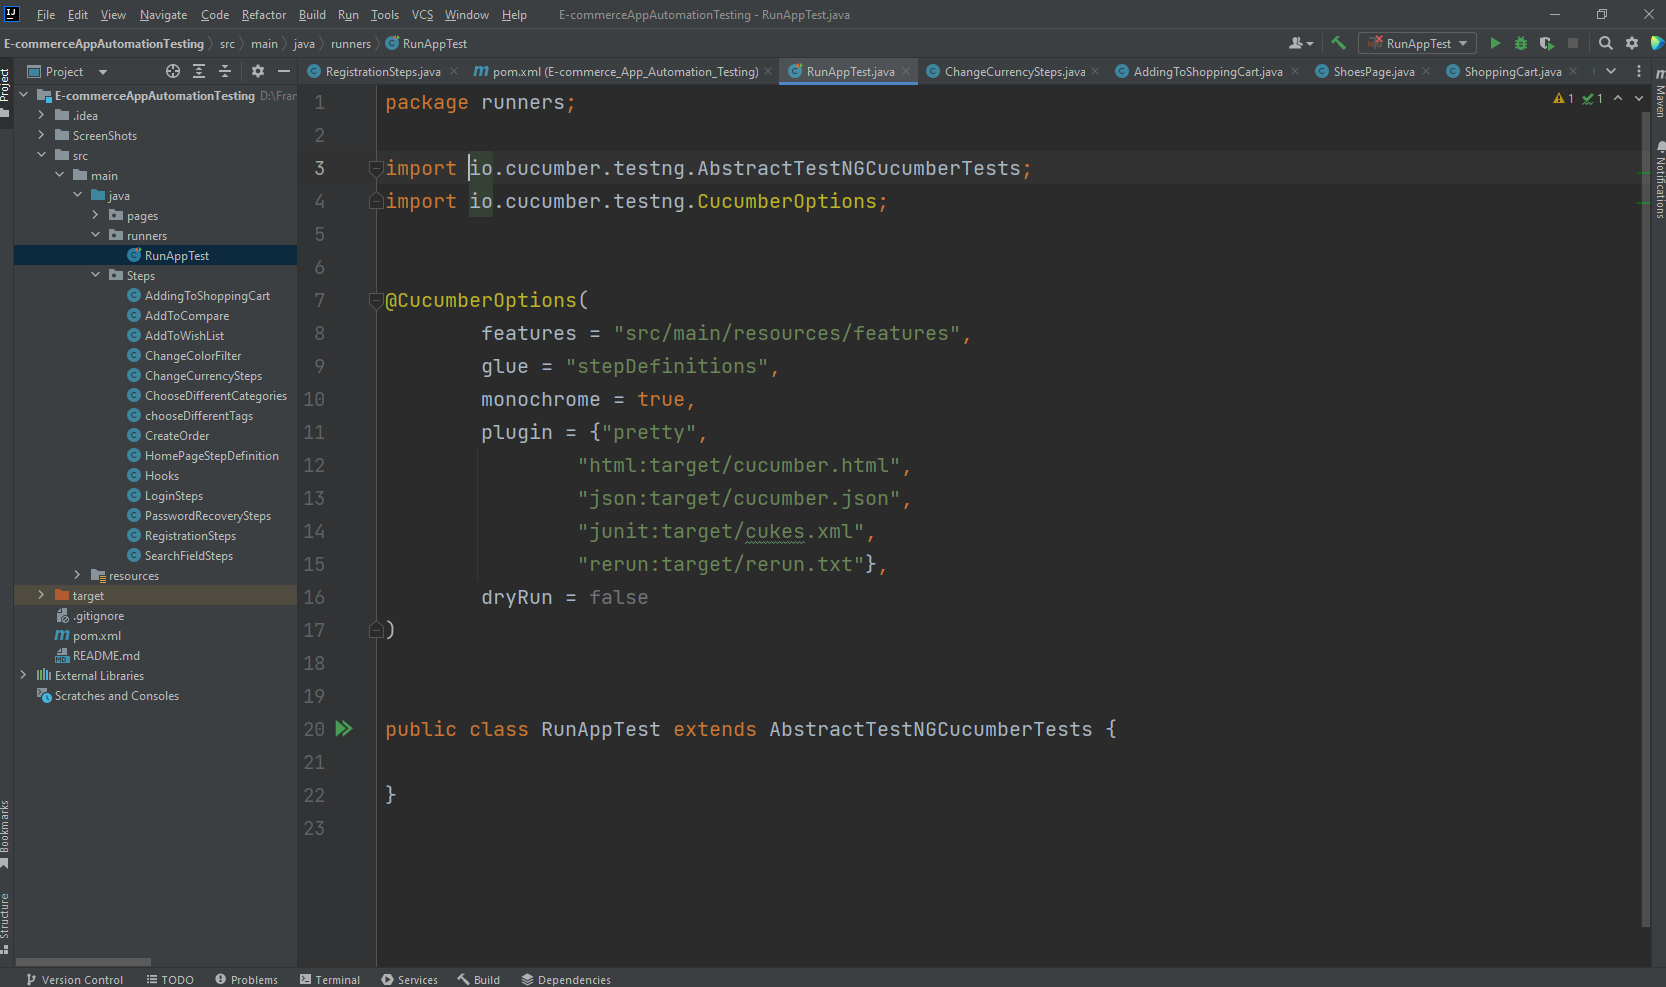 File Edit View Navigate Code Refactor Build Run Tools VCS Window Help E-commerceAppAutomationTesting - RunAppTest.java
E-commerceAppAutomationTesting src main java runners RunAppTest RunAppTest
Project
Project
RegistrationSteps.java pom.xml (E-commerce_App_Automation_Testing) RunAppTest.java ChangeCurrencySteps.java AddingToShoppingCart.java ShoesPage.java ShoppingCart.java
E-commerceAppAutomationTesting D:\Frar
.idea
ScreenShots
src
main
java
pages
runners
RunAppTest
Steps
AddingToShoppingCart
AddToCompare
AddToWishList
ChangeColorFilter
ChangeCurrencySteps
ChooseDifferentCategories
chooseDifferentTags
CreateOrder
HomePageStepDefinition
Hooks
LoginSteps
PasswordRecoverySteps
RegistrationSteps
SearchFieldSteps
resources
target
.gitignore
pom.xml
README.md
External Libraries
Scratches and Consoles
Bookmarks
Structure
1 package runners;
2
3 import io.cucumber.testng.AbstractTestNGCucumberTests;
4 import io.cucumber.testng.CucumberOptions;
5
6
7 @CucumberOptions(
8 features = "src/main/resources/features",
9 glue = "stepDefinitions",
10 monochrome = true,
11 plugin = {"pretty",
12 "html:target/cucumber.html",
13 "json:target/cucumber.json",
14 "junit:target/cukes.xml",
15 "rerun:target/rerun.txt"},
16 dryRun = false
17 )
18
19
20 public class RunAppTest extends AbstractTestNGCucumberTests {
21
22 }
23
1 1
Maven
Notifications
Version Control TODO Problems Terminal Services Build Dependencies